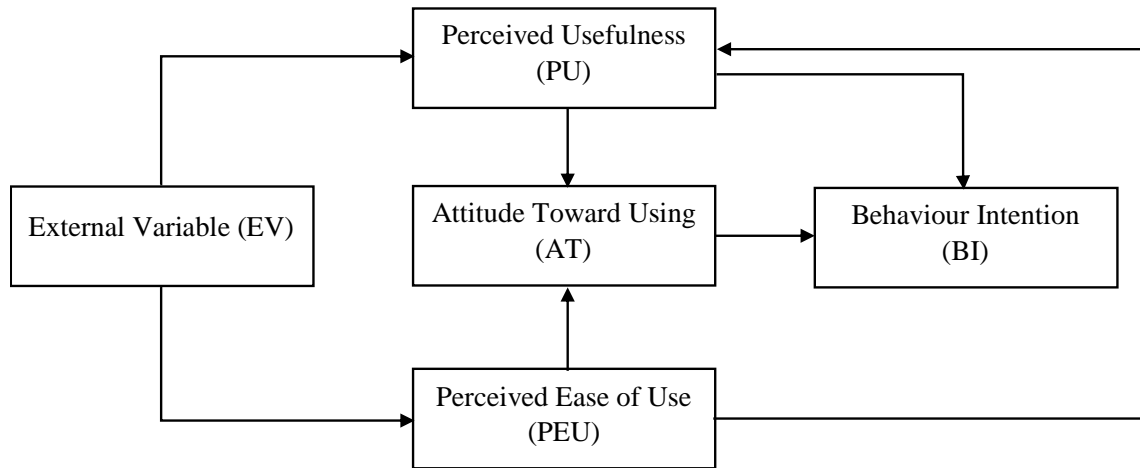 Perceived Usefulness
(PU)
External Variable (EV)
Attitude Toward Using
(AT)
Behaviour Intention
(BI)
Perceived Ease of Use
(PEU)